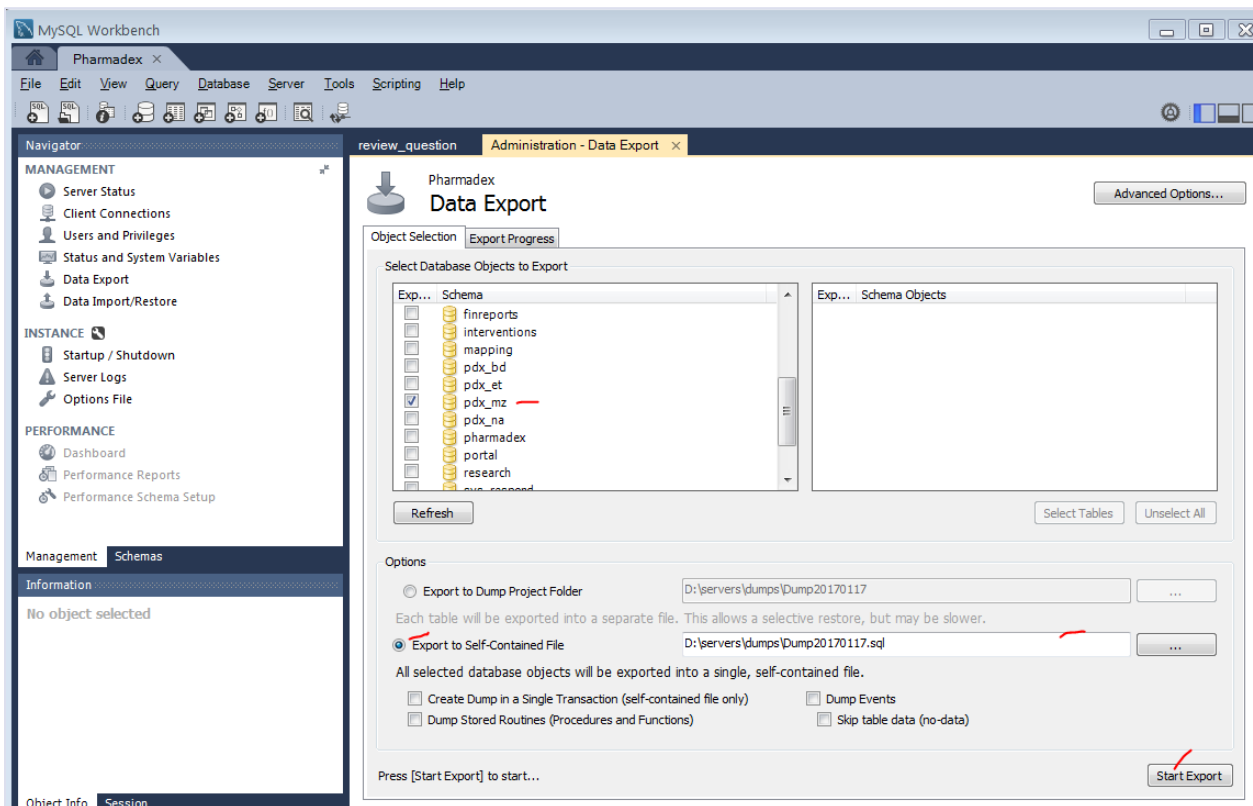 MySQL Workbench
Pharmadex
File Edit View Query Database Server Tools Scripting Help
Navigator
MANAGEMENT
Server Status
Client Connections
Users and Privileges
Status and System Variables
Data Export
Data Import/Restore
INSTANCE
Startup / Shutdown
Server Logs
Options File
PERFORMANCE
Dashboard
Performance Reports
Performance Schema Setup
Management Schemas
Information
No object selected
Object Info Session
review_question Administration - Data Export
Pharmadex
Data Export
Advanced Options...
Object Selection Export Progress
Select Database Objects to Export
Exp... Schema
finreports
interventions
mapping
pdx_bd
pdx_et
pdx_mz
pdx_na
pharmadex
portal
research
Exp... Schema Objects
Refresh
Select Tables Unselect All
Options
Export to Dump Project Folder D:\servers\dumps\Dump20170117 ...
Each table will be exported into a separate file. This allows a selective restore, but may be slower.
Export to Self-Contained File D:\servers\dumps\Dump20170117.sql ...
All selected database objects will be exported into a single, self-contained file.
Create Dump in a Single Transaction (self-contained file only) Dump Events
Dump Stored Routines (Procedures and Functions) Skip table data (no-data)
Press [Start Export] to start... Start Export